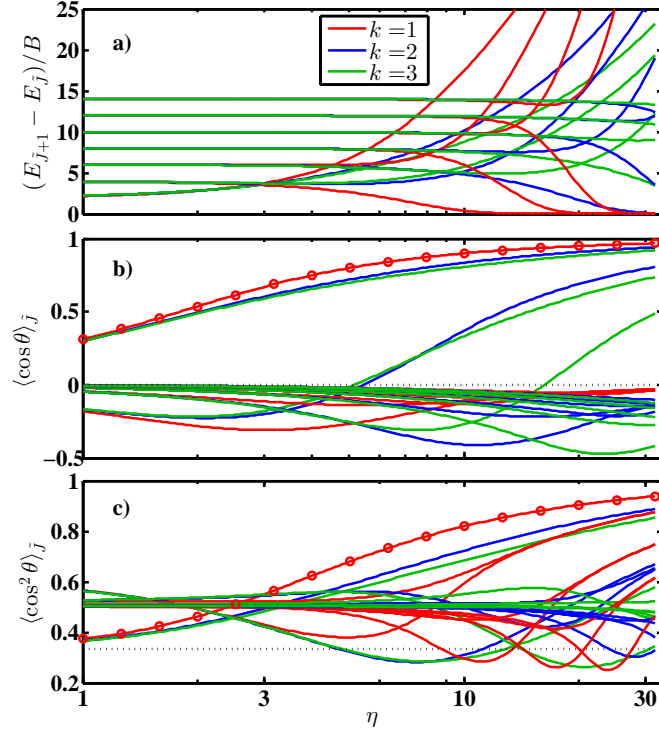 25
20
15
10
5
0
(E_{J̃+1} − E_{J̃})/B
a)
k =1
k =2
k =3
1
0.5
0
−0.5
⟨cos θ⟩_{J̃}
b)
1
0.8
0.6
0.4
0.2
⟨cos² θ⟩_{J̃}
c)
1
3
10
30
η